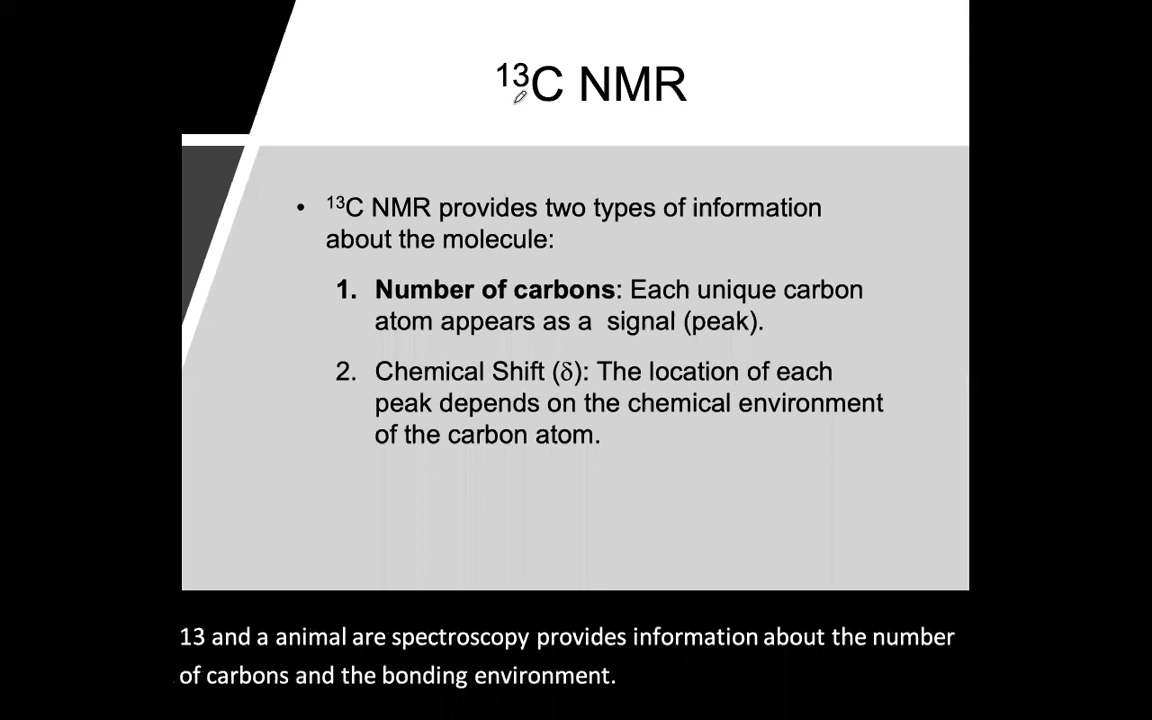 ¹³C NMR
• ¹³C NMR provides two types of information
about the molecule:
1. Number of carbons: Each unique carbon
atom appears as a signal (peak).
2. Chemical Shift (δ): The location of each
peak depends on the chemical environment
of the carbon atom.
13 and a animal are spectroscopy provides information about the number
of carbons and the bonding environment.